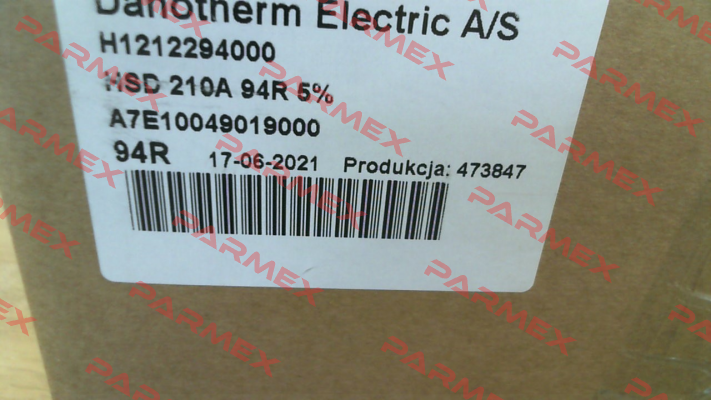 Danotherm Electric A/S
H1212294000
HSD 210A 94R 5%
A7E10049019000
94R 17-06-2021 Produkcja: 473847
PARMEX